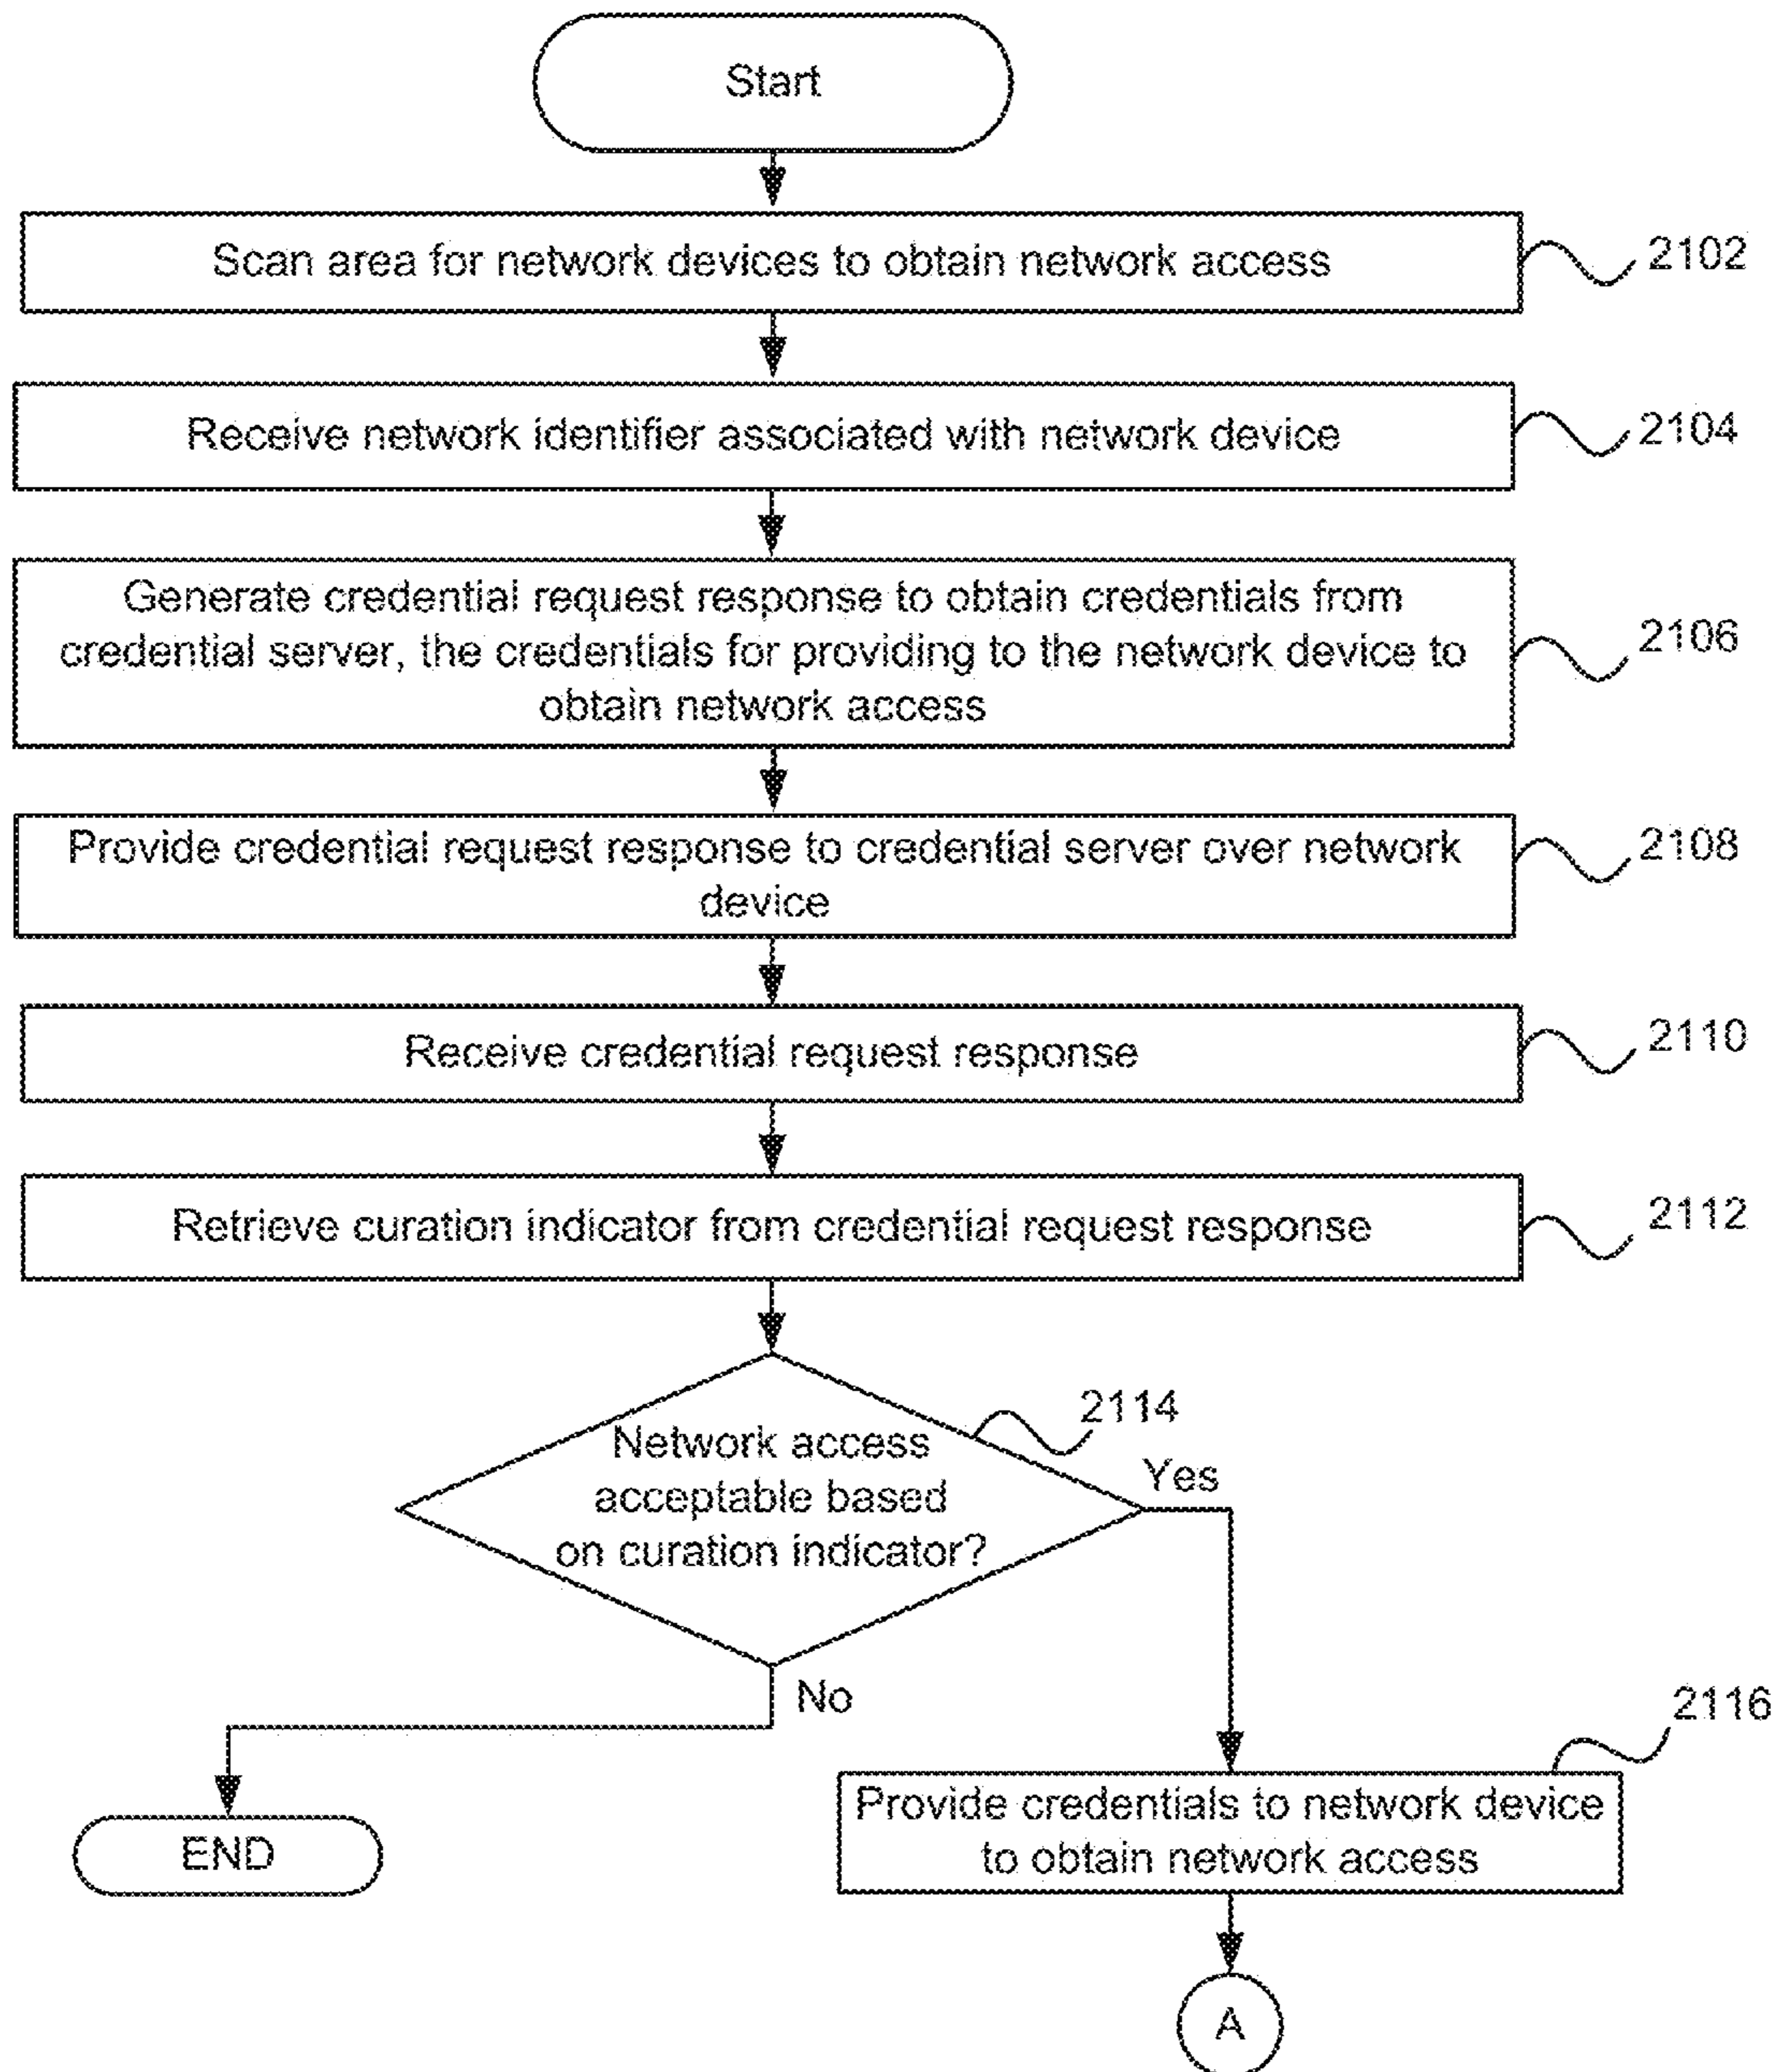 Start
Scan area for network devices to obtain network access
2102
Receive network identifier associated with network device
2104
Generate credential request response to obtain credentials from
credential server, the credentials for providing to the network device to
obtain network access
2106
Provide credential request response to credential server over network
device
2108
Receive credential request response
2110
Retrieve curation indicator from credential request response
2112
Network access
acceptable based
on curation indicator?
2114
Yes
No
END
2116
Provide credentials to network device
to obtain network access
A